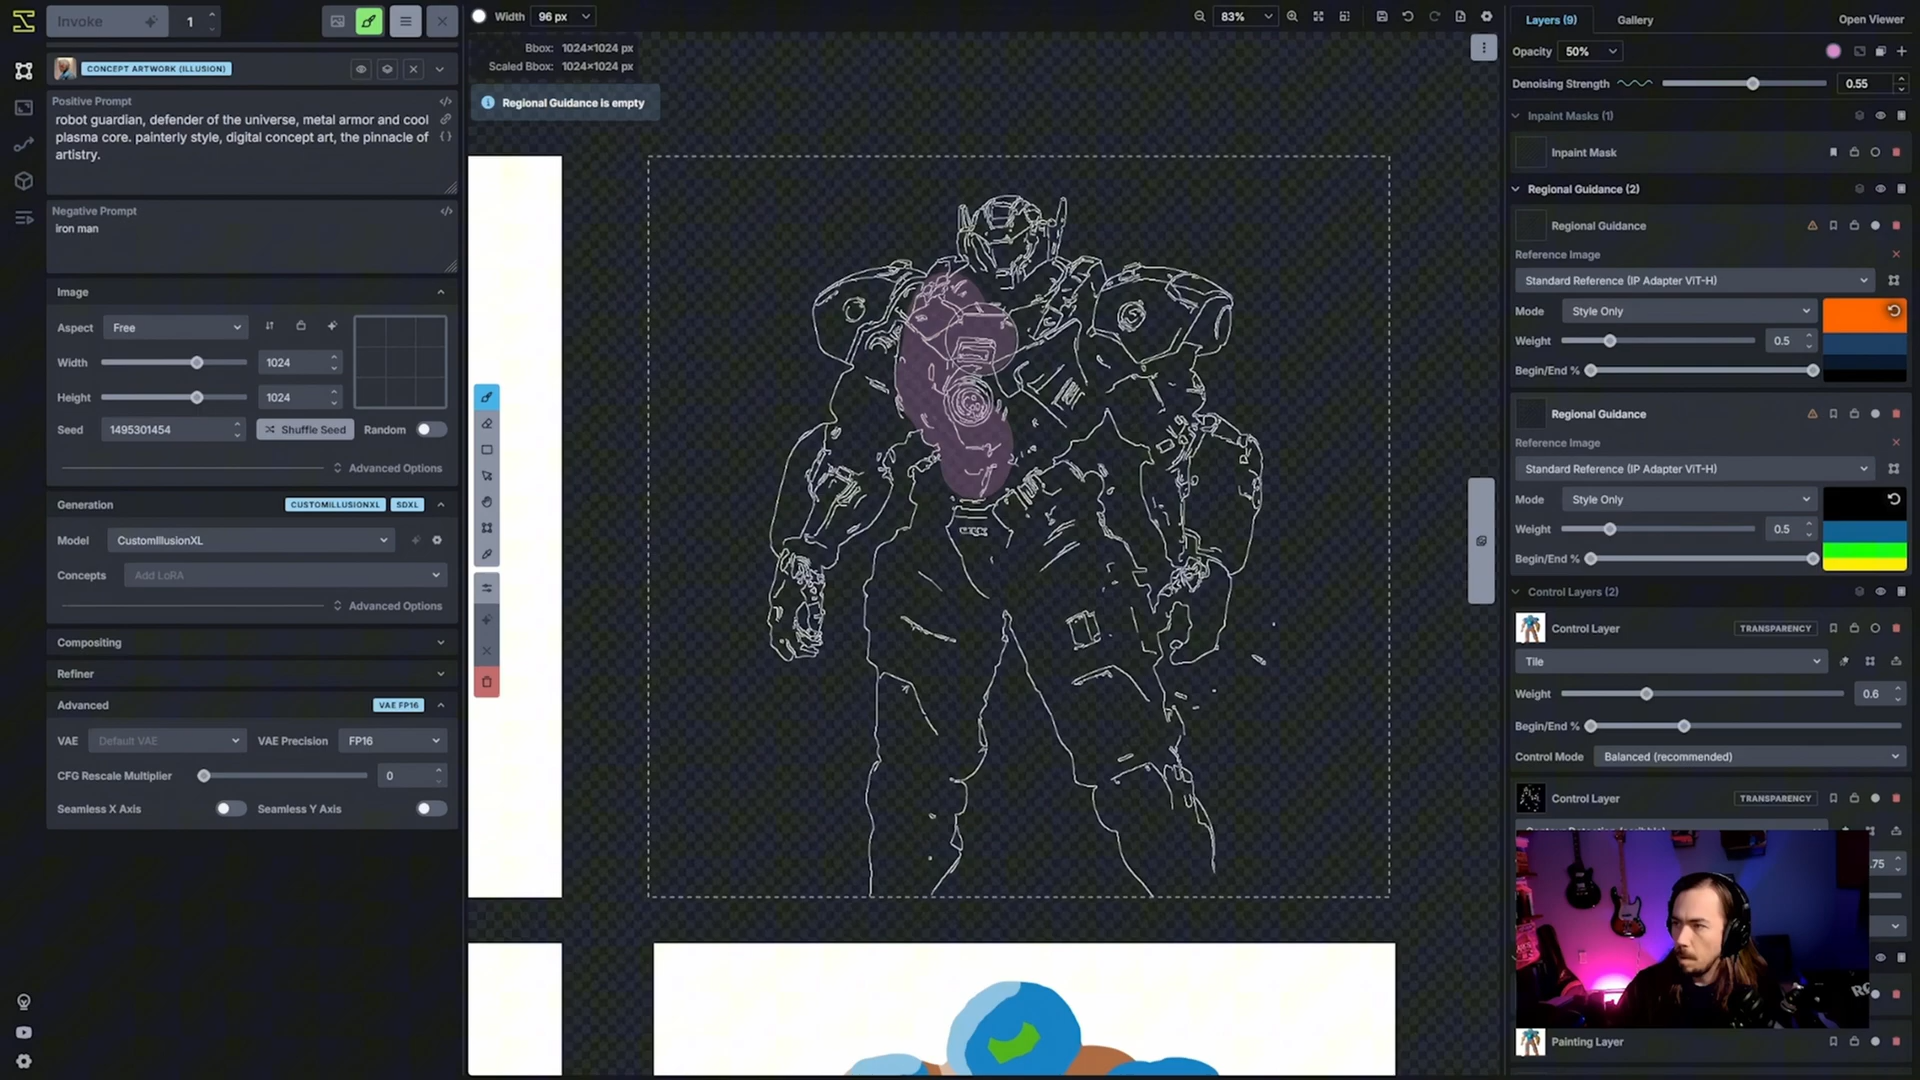 Invoke
1
Width
96 px
83%
Layers (9)
Gallery
Open Viewer
Bbox: 1024×1024 px
Scaled Bbox: 1024×1024 px
Opacity
50%
CONCEPT ARTWORK (ILLUSION)
Denoising Strength
0.55
Positive Prompt
robot guardian, defender of the universe, metal armor and cool
plasma core. painterly style, digital concept art, the pinnacle of
artistry.
Regional Guidance is empty
Inpaint Masks (1)
Inpaint Mask
Regional Guidance (2)
Negative Prompt
iron man
Regional Guidance
Reference Image
Standard Reference (IP Adapter ViT-H)
Mode
Style Only
Weight
0.5
Begin/End %
Image
Aspect
Free
Width
1024
Height
1024
Seed
1495301454
Shuffle Seed
Random
Advanced Options
Regional Guidance
Reference Image
Standard Reference (IP Adapter ViT-H)
Mode
Style Only
Weight
0.5
Begin/End %
Generation
CUSTOMILLUSIONXL
SDXL
Model
CustomIllusionXL
Concepts
Add LoRA
Advanced Options
Control Layers (2)
Control Layer
TRANSPARENCY
Tile
Weight
0.6
Begin/End %
Control Mode
Balanced (recommended)
Compositing
Refiner
Advanced
VAE FP16
VAE
Default VAE
VAE Precision
FP16
CFG Rescale Multiplier
0
Seamless X Axis
Seamless Y Axis
Control Layer
TRANSPARENCY
.75
Painting Layer